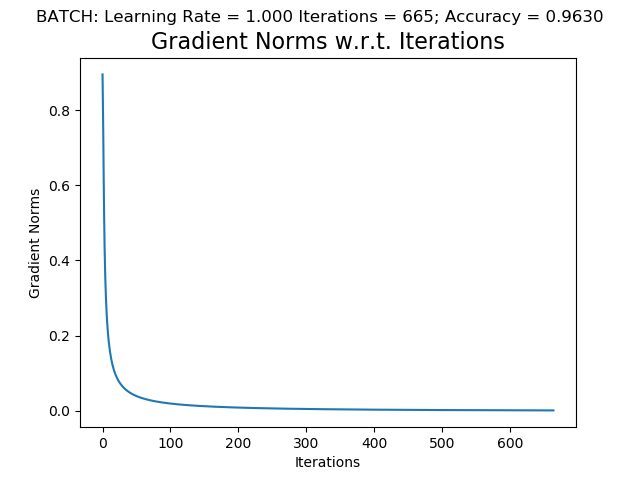 BATCH: Learning Rate = 1.000 Iterations = 665; Accuracy = 0.9630
Gradient Norms w.r.t. Iterations
Gradient Norms
0.8
0.6
0.4
0.2
0.0
0 100 200 300 400 500 600
Iterations